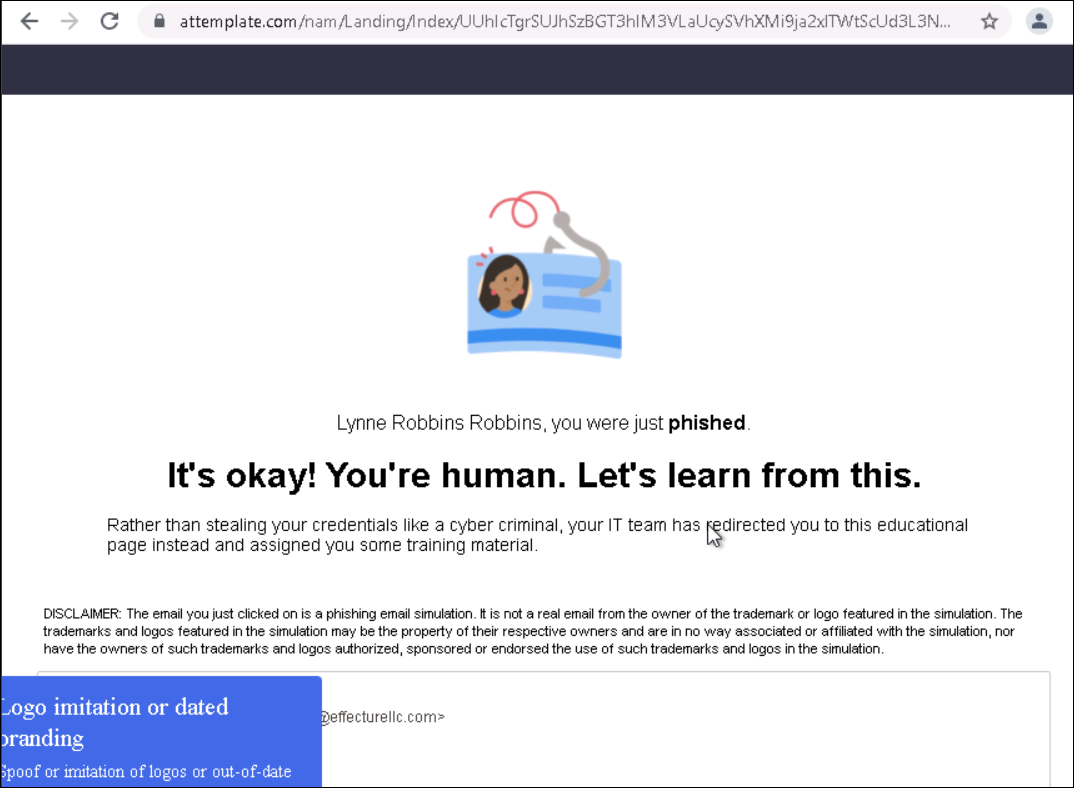 attemplate.com/nam/Landing/Index/UUhIcTgrSUJhSzBGT3hIM3VLaUcySVhXMi9ja2xITWtScUd3L3N...
Lynne Robbins Robbins, you were just phished.
It's okay! You're human. Let's learn from this.
Rather than stealing your credentials like a cyber criminal, your IT team has redirected you to this educational
page instead and assigned you some training material.
DISCLAIMER: The email you just clicked on is a phishing email simulation. It is not a real email from the owner of the trademark or logo featured in the simulation. The
trademarks and logos featured in the simulation may be the property of their respective owners and are in no way associated or affiliated with the simulation, nor
have the owners of such trademarks and logos authorized, sponsored or endorsed the use of such trademarks and logos in the simulation.
@effecturellc.com>
Logo imitation or dated
branding
Spoof or imitation of logos or out-of-date